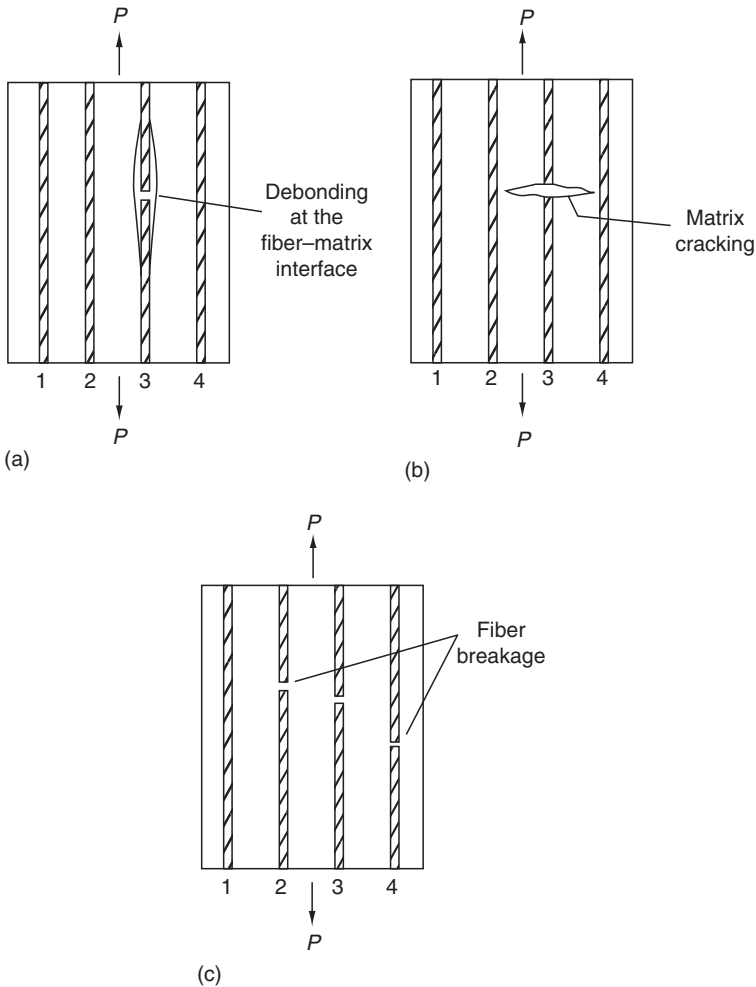 P
P
Debonding
at the
fiber–matrix
interface
Matrix
cracking
1 2 3 4
1 2 3 4
P
P
(a)
(b)
P
Fiber
breakage
1 2 3 4
P
(c)